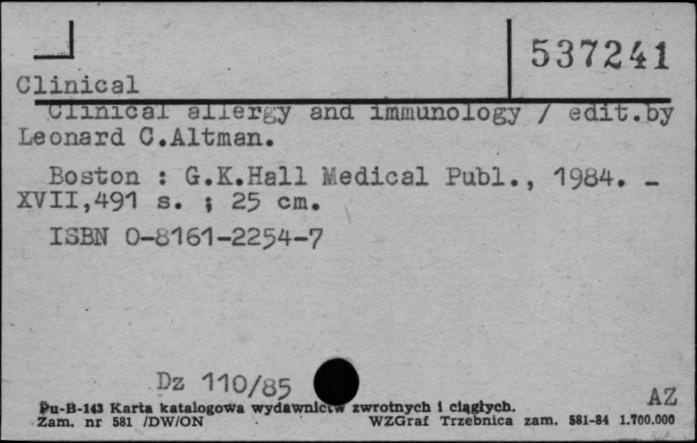 537241
Clinical
Clinical allergy and immunology / edit.by
Leonard C.Altman.
Boston : G.K.Hall Medical Publ., 1984. -
XVII,491 s. ; 25 cm.
ISBN 0-8161-2254-7
Dz 110/85
AZ
Pu-B-143 Karta katalogowa wydawnictw zwrotnych i ciągłych.
Zam. nr 581 /DW/ON WZGraf Trzebnica zam. 581-84 1.700.000